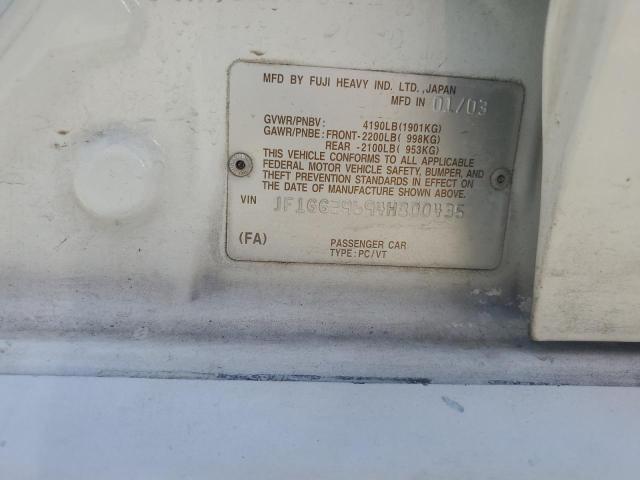 MFD BY FUJI HEAVY IND. LTD.,JAPAN
MFD IN 01/03
GVWR/PNBV: 4190LB(1901KG)
GAWR/PNBE: FRONT-2200LB( 998KG)
REAR -2100LB( 953KG)
THIS VEHICLE CONFORMS TO ALL APPLICABLE
FEDERAL MOTOR VEHICLE SAFETY, BUMPER, AND
THEFT PREVENTION STANDARDS IN EFFECT ON
THE DATE OF MANUFACTURE SHOWN ABOVE.
VIN
(FA) PASSENGER CAR
TYPE:PC/VT